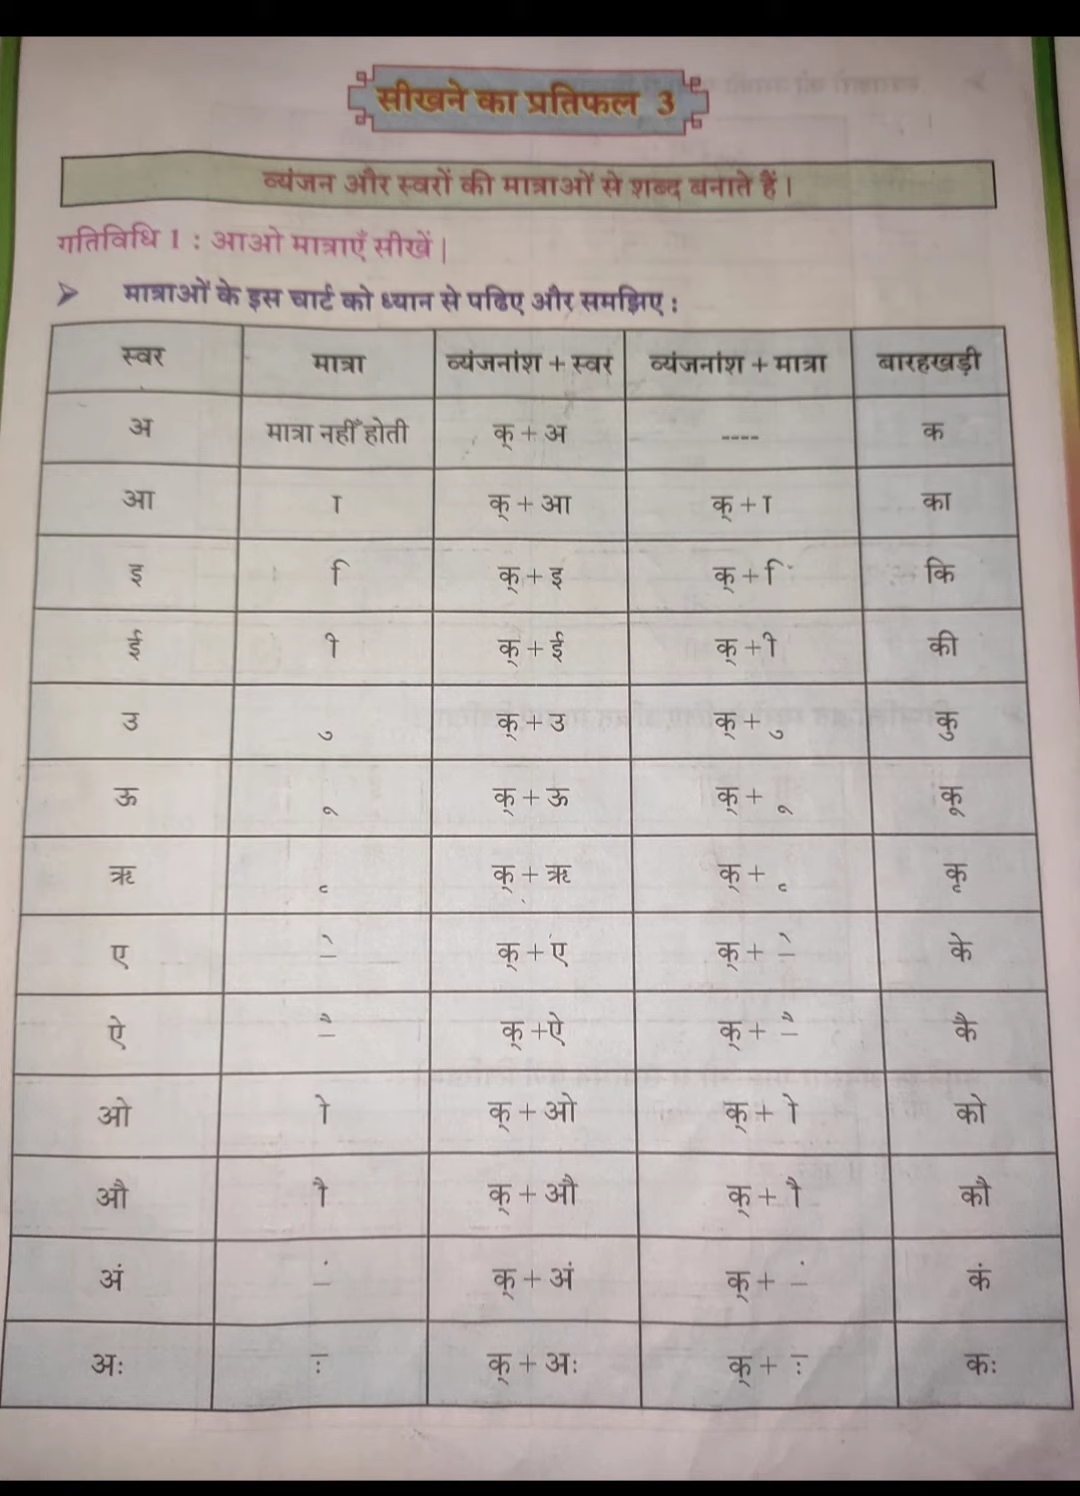 सीखने का प्रतिफल 3
व्यंजन और स्वरों की मात्राओं से शब्द बनाते हैं।
गतिविधि 1 : आओ मात्राएँ सीखें|
➢ मात्राओं के इस चार्ट को ध्यान से पढिए और समझिए :
स्वर मात्रा व्यंजनांश + स्वर व्यंजनांश + मात्रा बारहखड़ी
अ मात्रा नहीँ होती क् + अ ---- क
आ ा क् + आ क् + ा का
इ ि क् + इ क् + ि कि
ई ी क् + ई क् + ी की
उ ु क् + उ क् + ु कु
ऊ ू क् + ऊ क् + ू कू
ऋ ृ क् + ऋ क् + ृ कृ
ए े क् + ए क् + े के
ऐ ै क् +ऐ क् + ै कै
ओ ो क् + ओ क् + ो को
औ ौ क् + औ क् + ौ कौ
अं ं क् + अं क् + ं कं
अः ः क् + अः क् + ः कः